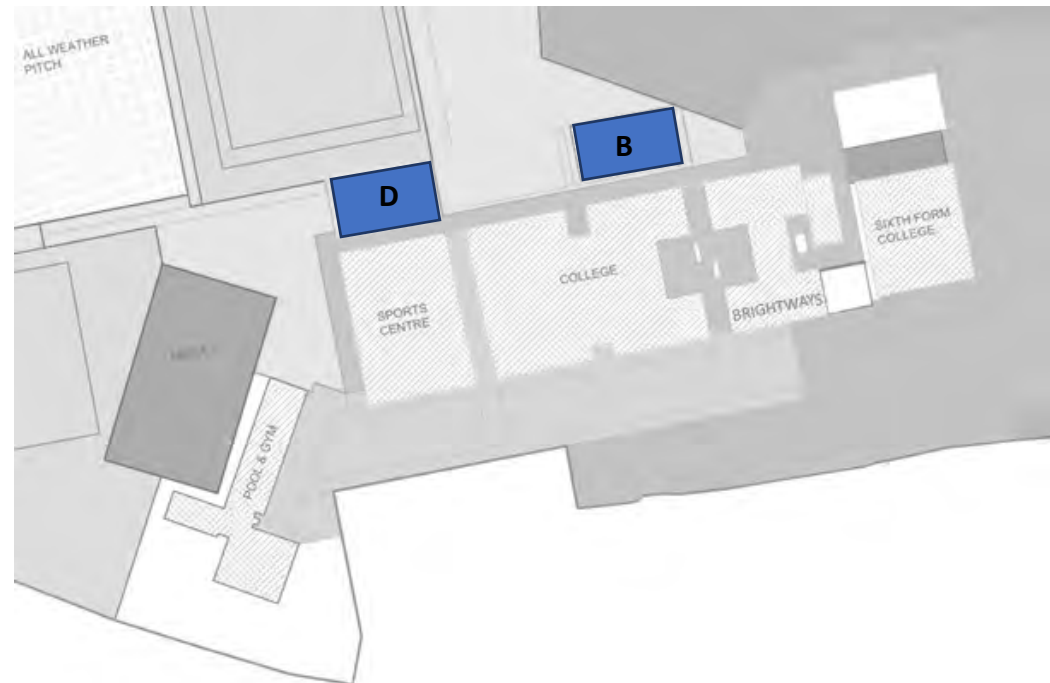 ALL WEATHER
PITCH
B
D
SIXTH FORM
COLLEGE
COLLEGE
SPORTS
CENTRE
BRIGHTWAYS
POOL & GYM